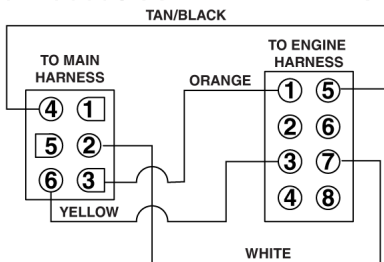 TAN/BLACK
TO MAIN
HARNESS
TO ENGINE
HARNESS
ORANGE
4 1
5 2
6 3
1 5
2 6
3 7
4 8
YELLOW
WHITE